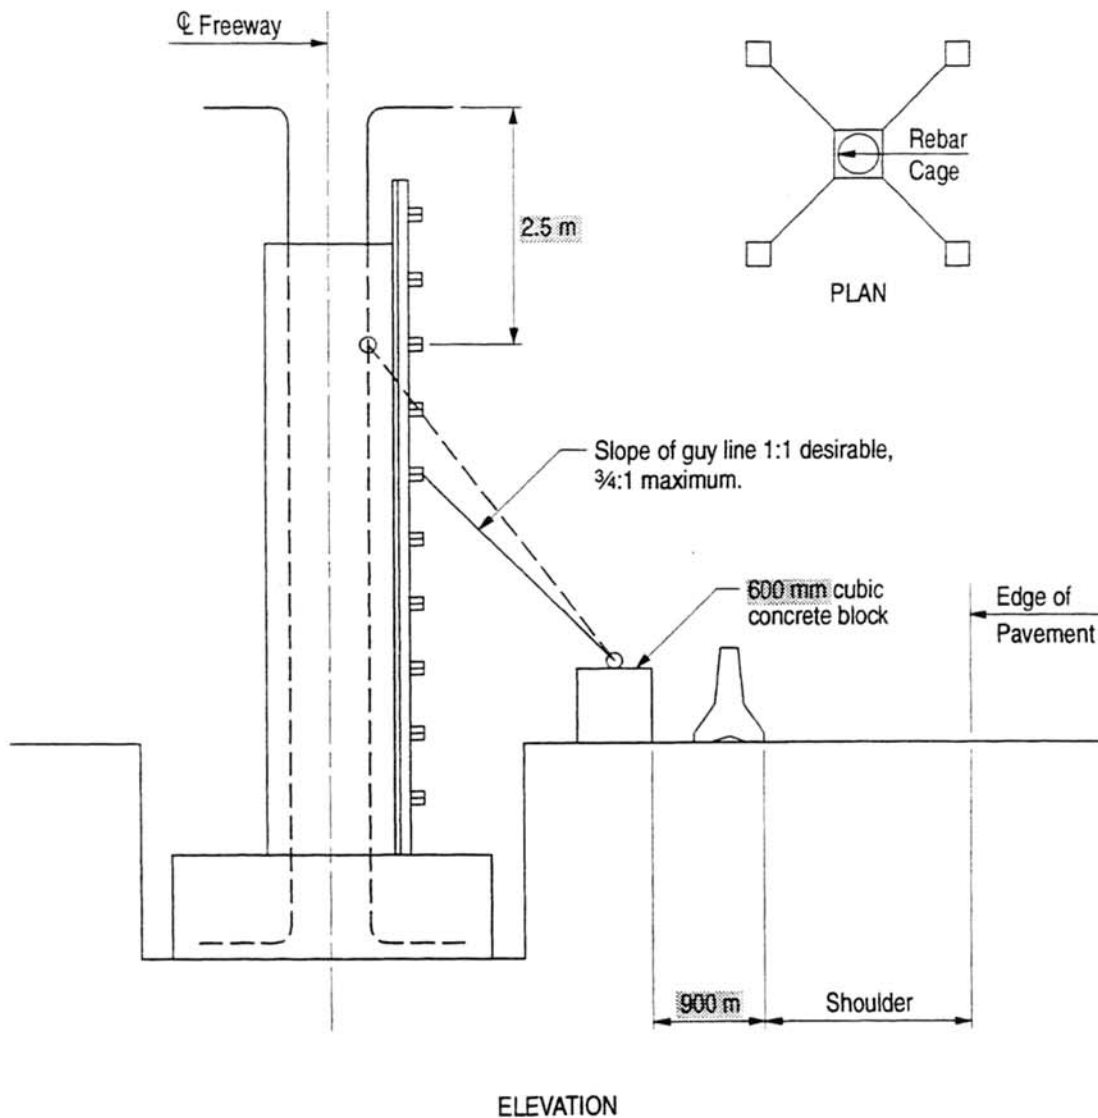 ℄ Freeway
Rebar
Cage
2.5 m
PLAN
Slope of guy line 1:1 desirable,
¾:1 maximum.
600 mm cubic
concrete block
Edge of
Pavement
900 m
Shoulder
ELEVATION